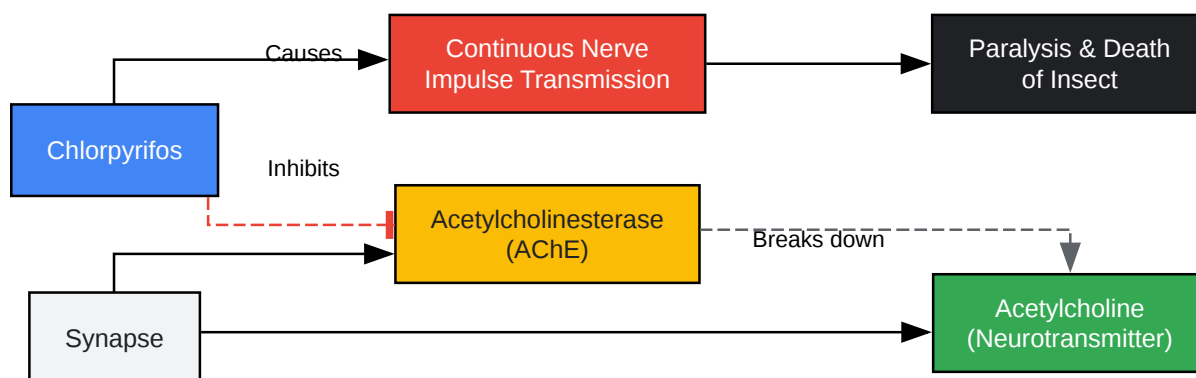 Causes
Continuous Nerve
Impulse Transmission
Paralysis & Death
of Insect
Chlorpyrifos
Inhibits
Acetylcholinesterase
(AChE)
Breaks down
Synapse
Acetylcholine
(Neurotransmitter)